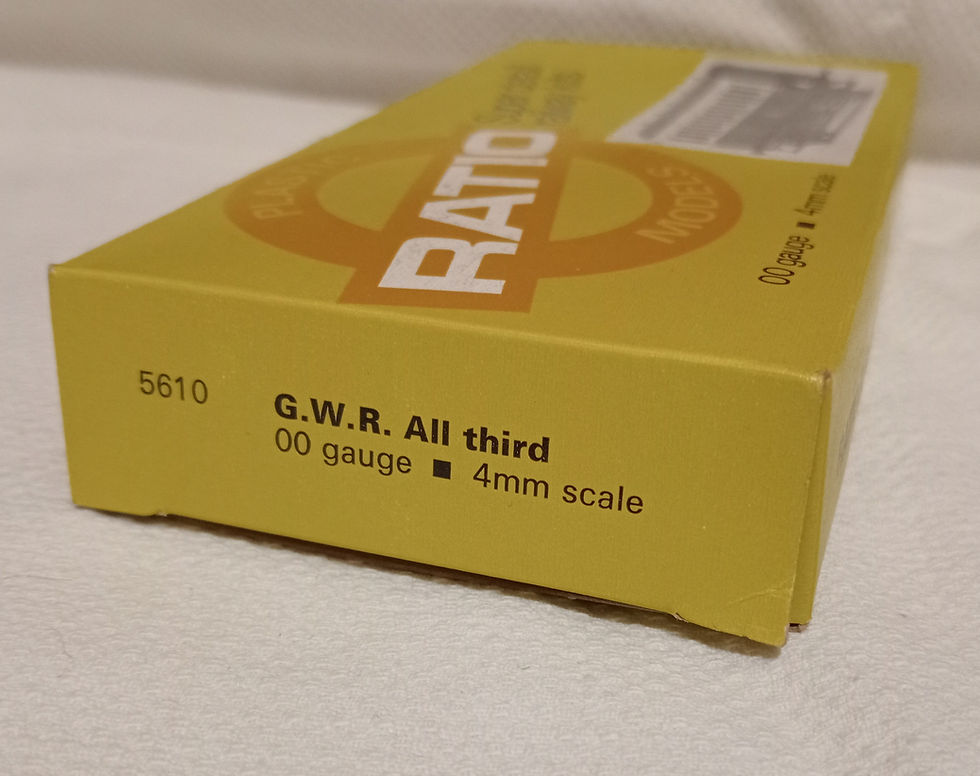 RATIO
PLASTIC
MODELS
00 gauge ■ 4mm scale
5610
G.W.R. All third
00 gauge ■ 4mm scale